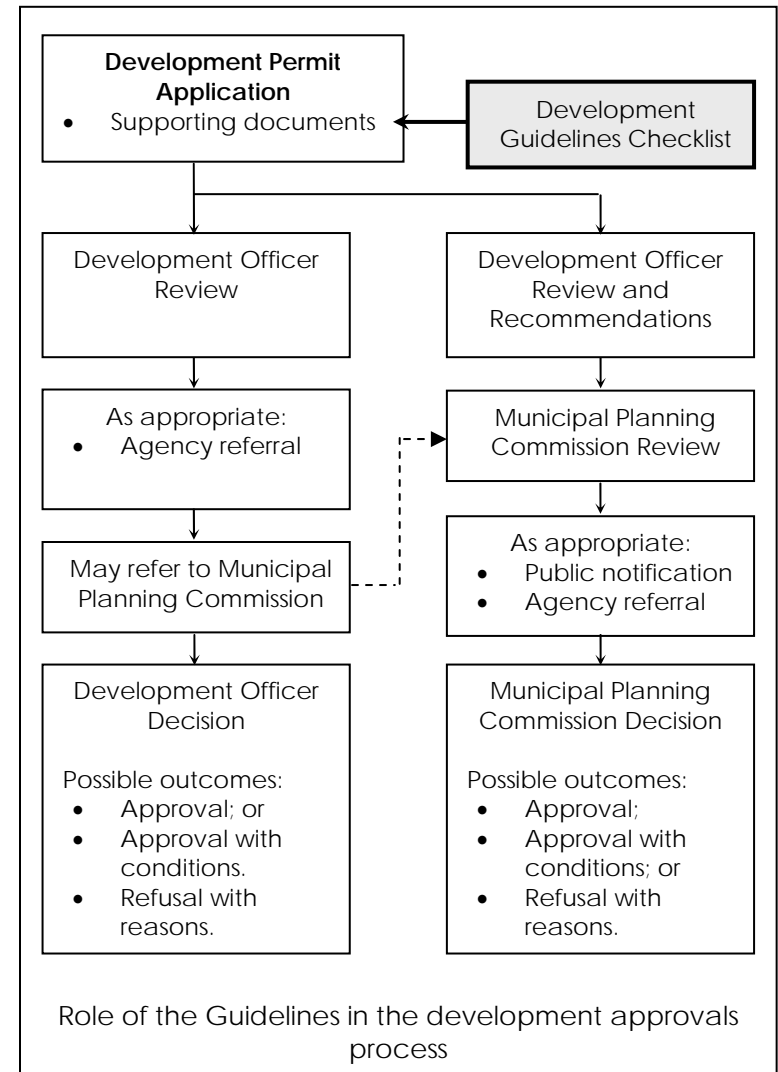 Development Permit
Application
• Supporting documents
Development
Guidelines Checklist
Development Officer
Review
As appropriate:
• Agency referral
May refer to Municipal
Planning Commission
Development Officer
Decision
Possible outcomes:
• Approval; or
• Approval with
conditions.
• Refusal with
reasons.
Development Officer
Review and
Recommendations
Municipal Planning
Commission Review
As appropriate:
• Public notification
• Agency referral
Municipal Planning
Commission Decision
Possible outcomes:
• Approval;
• Approval with
conditions; or
• Refusal with
reasons.
Role of the Guidelines in the development approvals
process